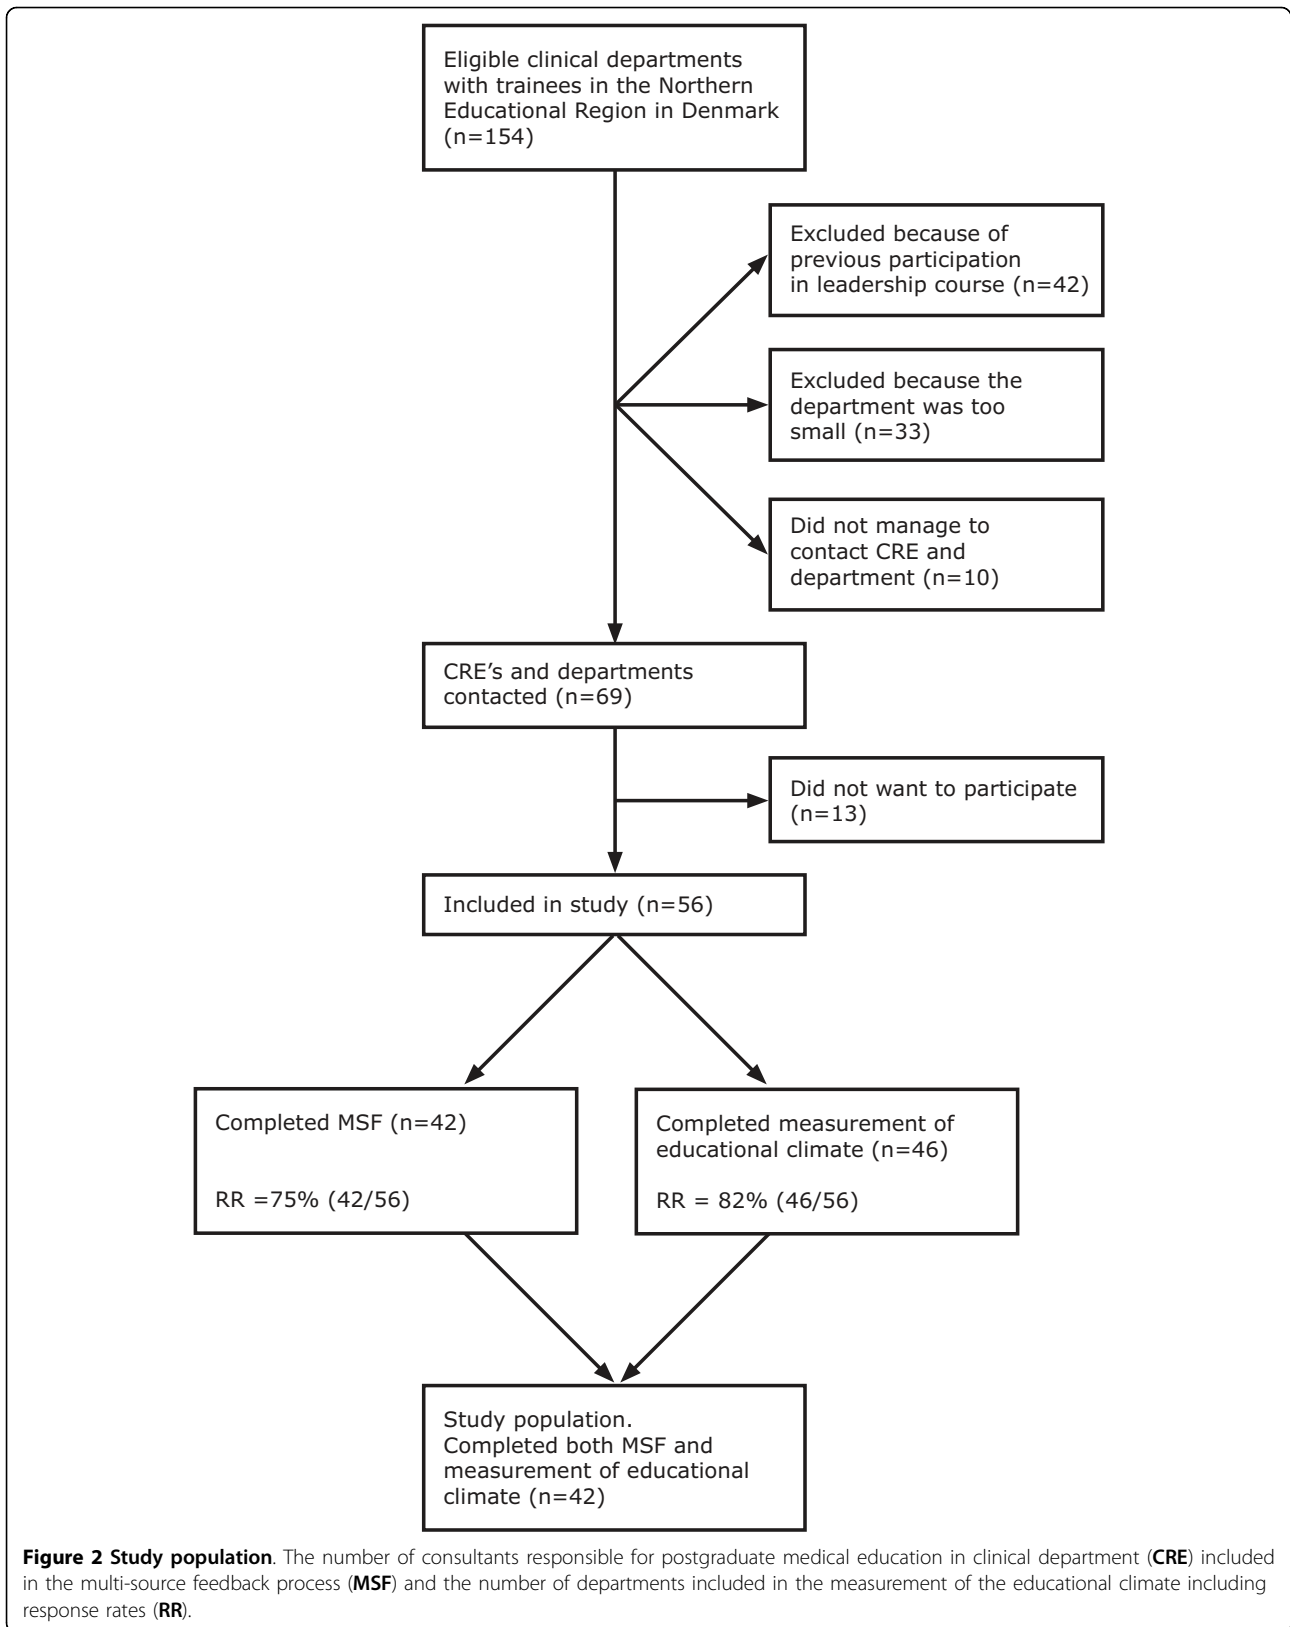 Eligible clinical departments
with trainees in the Northern
Educational Region in Denmark
(n=154)
Excluded because of
previous participation
in leadership course (n=42)
Excluded because the
department was too
small (n=33)
Did not manage to
contact CRE and
department (n=10)
CRE's and departments
contacted (n=69)
Did not want to participate
(n=13)
Included in study (n=56)
Completed MSF (n=42)
RR =75% (42/56)
Completed measurement of
educational climate (n=46)
RR = 82% (46/56)
Study population.
Completed both MSF and
measurement of educational
climate (n=42)
Figure 2 Study population. The number of consultants responsible for postgraduate medical education in clinical department (CRE) included
in the multi-source feedback process (MSF) and the number of departments included in the measurement of the educational climate including
response rates (RR).